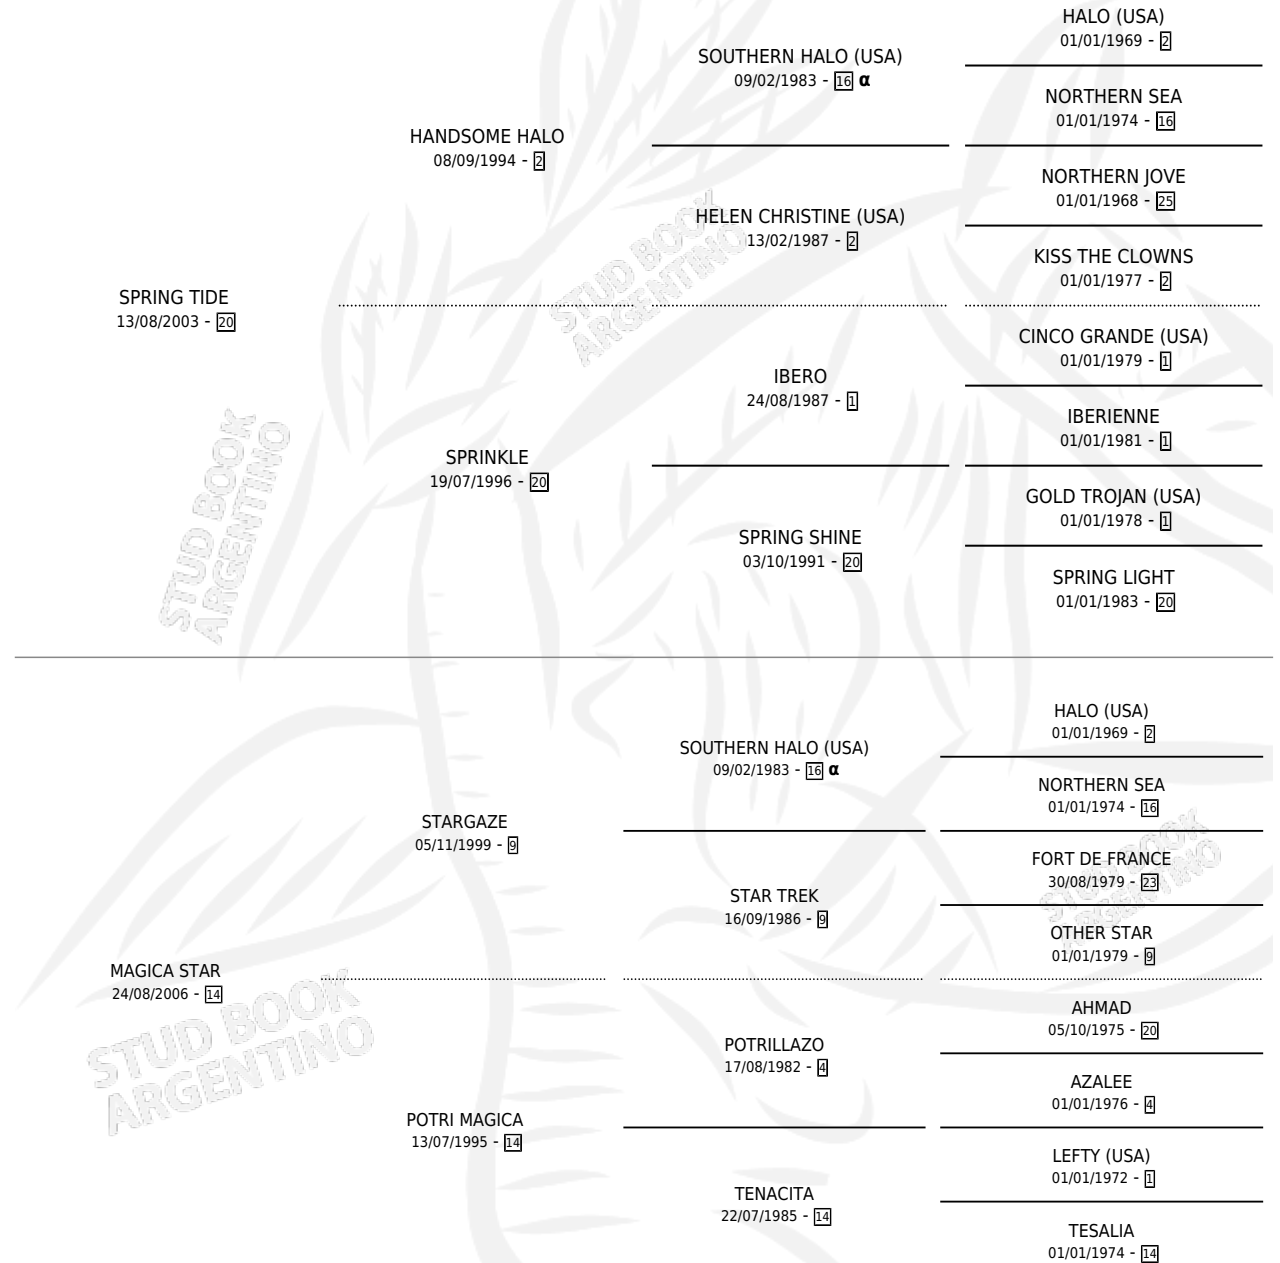 SPRING TIDE
13/08/2003 - 20
HANDSOME HALO
08/09/1994 - 2
SOUTHERN HALO (USA)
09/02/1983 - 16 α
HALO (USA)
01/01/1969 - 2
NORTHERN SEA
01/01/1974 - 16
HELEN CHRISTINE (USA)
13/02/1987 - 2
NORTHERN JOVE
01/01/1968 - 25
KISS THE CLOWNS
01/01/1977 - 2
SPRINKLE
19/07/1996 - 20
IBERO
24/08/1987 - 1
CINCO GRANDE (USA)
01/01/1979 - 1
IBERIENNE
01/01/1981 - 1
SPRING SHINE
03/10/1991 - 20
GOLD TROJAN (USA)
01/01/1978 - 1
SPRING LIGHT
01/01/1983 - 20
MAGICA STAR
24/08/2006 - 14
STARGAZE
05/11/1999 - 9
SOUTHERN HALO (USA)
09/02/1983 - 16 α
HALO (USA)
01/01/1969 - 2
NORTHERN SEA
01/01/1974 - 16
STAR TREK
16/09/1986 - 9
FORT DE FRANCE
30/08/1979 - 23
OTHER STAR
01/01/1979 - 9
POTRI MAGICA
13/07/1995 - 14
POTRILLAZO
17/08/1982 - 4
AHMAD
05/10/1975 - 20
AZALEE
01/01/1976 - 4
TENACITA
22/07/1985 - 14
LEFTY (USA)
01/01/1972 - 1
TESALIA
01/01/1974 - 14
STUD BOOK
ARGENTINO
STUD BOOK
ARGENTINO
STUD BOOK
ARGENTINO
STUD BOOK
ARGENTINO